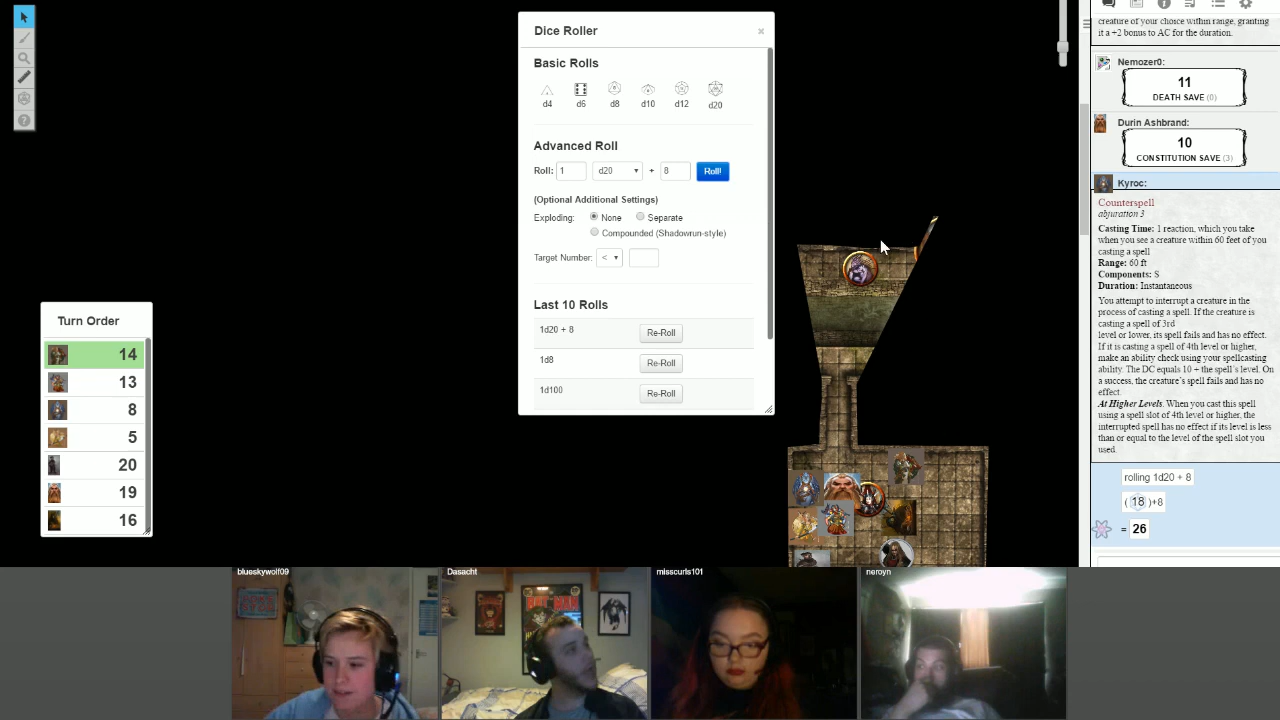 Dice Roller
×
Basic Rolls
d4 d6 d8 d10 d12 d20
Advanced Roll
Roll: 1 d20 + 8 Roll!
(Optional Additional Settings)
Exploding: None Separate
Compounded (Shadowrun-style)
Target Number: <
Last 10 Rolls
1d20 + 8 Re-Roll
1d8 Re-Roll
1d100 Re-Roll
Turn Order
14
13
8
5
20
19
16
creature of your choice within range, granting
it a +2 bonus to AC for the duration.
Nemozer0:
11
DEATH SAVE (0)
Durin Ashbrand:
10
CONSTITUTION SAVE (3)
Kyroc:
Counterspell
abjuration 3
Casting Time: 1 reaction, which you take
when you see a creature within 60 feet of you
casting a spell
Range: 60 ft
Components: S
Duration: Instantaneous
You attempt to interrupt a creature in the
process of casting a spell. If the creature is
casting a spell of 3rd
level or lower, its spell fails and has no effect.
If it is casting a spell of 4th level or higher,
make an ability check using your spellcasting
ability. The DC equals 10 + the spell's level. On
a success, the creature's spell fails and has no
effect.
At Higher Levels. When you cast this spell
using a spell slot of 4th level or higher, the
interrupted spell has no effect if its level is less
than or equal to the level of the spell slot you
used.
rolling 1d20 + 8
(18)+8
= 26
blueskywolf09
Dasacht
misscurls101
neroyn